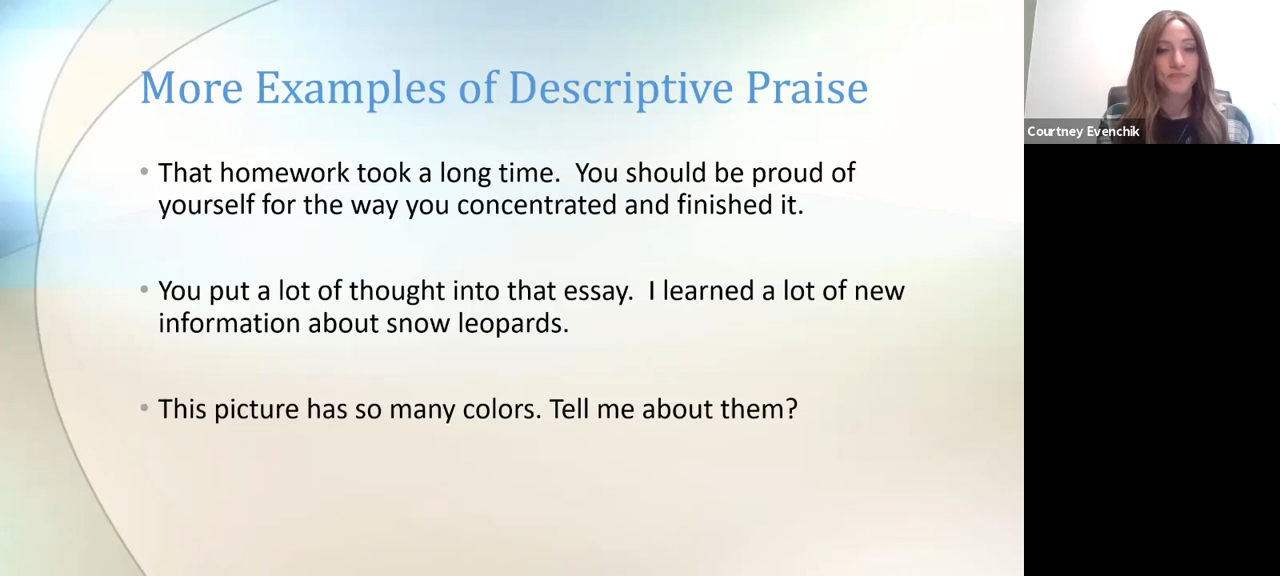 More Examples of Descriptive Praise
• That homework took a long time.  You should be proud of
yourself for the way you concentrated and finished it.
• You put a lot of thought into that essay.  I learned a lot of new
information about snow leopards.
• This picture has so many colors. Tell me about them?
Courtney Evenchik